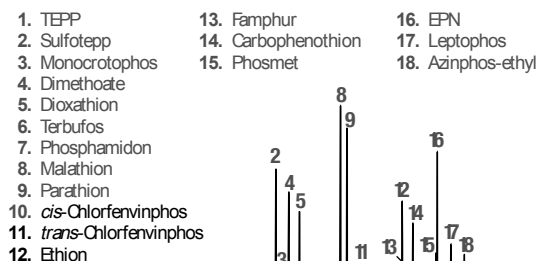 1. TEPP
2. Sulfotepp
3. Monocrotophos
4. Dimethoate
5. Dioxathion
6. Terbufos
7. Phosphamidon
8. Malathion
9. Parathion
10. cis-Chlorfenvinphos
11. trans-Chlorfenvinphos
12. Ethion
13. Famphur
14. Carbophenothion
15. Phosmet
16. EPN
17. Leptophos
18. Azinphos-ethyl
8
9
16
2
4
5
12
14
3
11
13
15
17
18